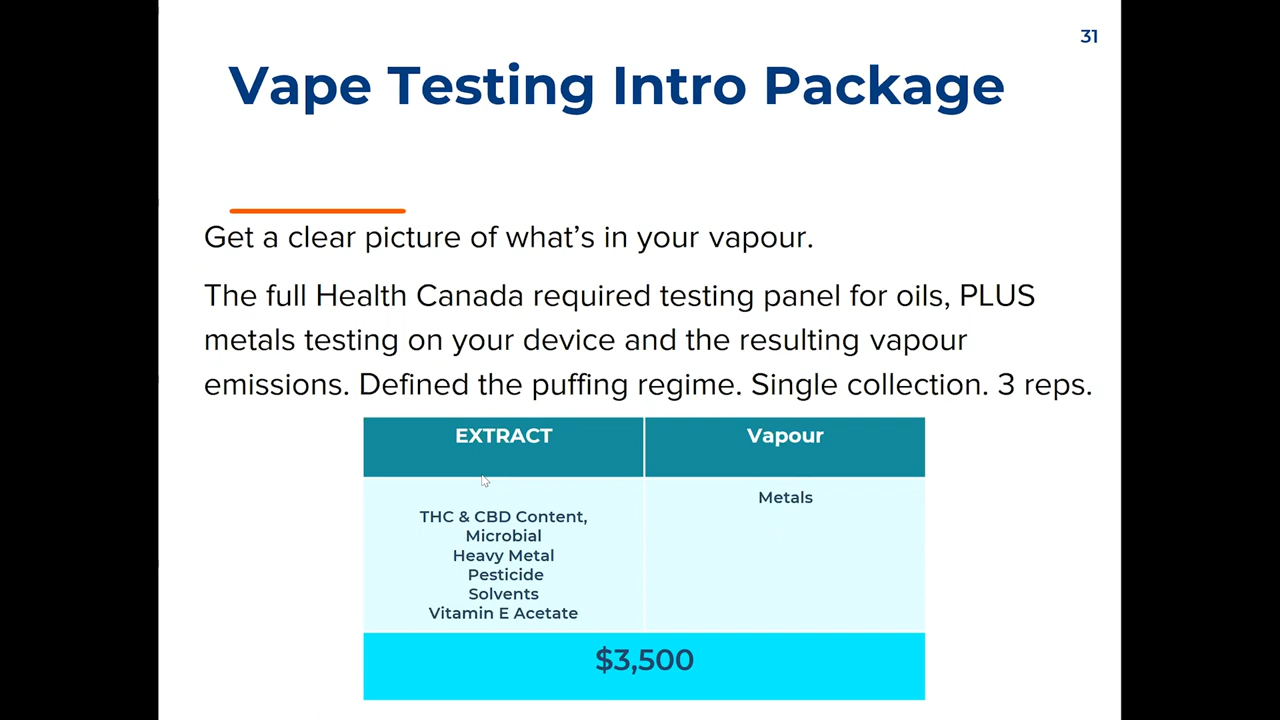 31
Vape Testing Intro Package
Get a clear picture of what’s in your vapour.
The full Health Canada required testing panel for oils, PLUS
metals testing on your device and the resulting vapour
emissions. Defined the puffing regime. Single collection. 3 reps.
EXTRACT
Vapour
THC & CBD Content,
Microbial
Heavy Metal
Pesticide
Solvents
Vitamin E Acetate
Metals
$3,500